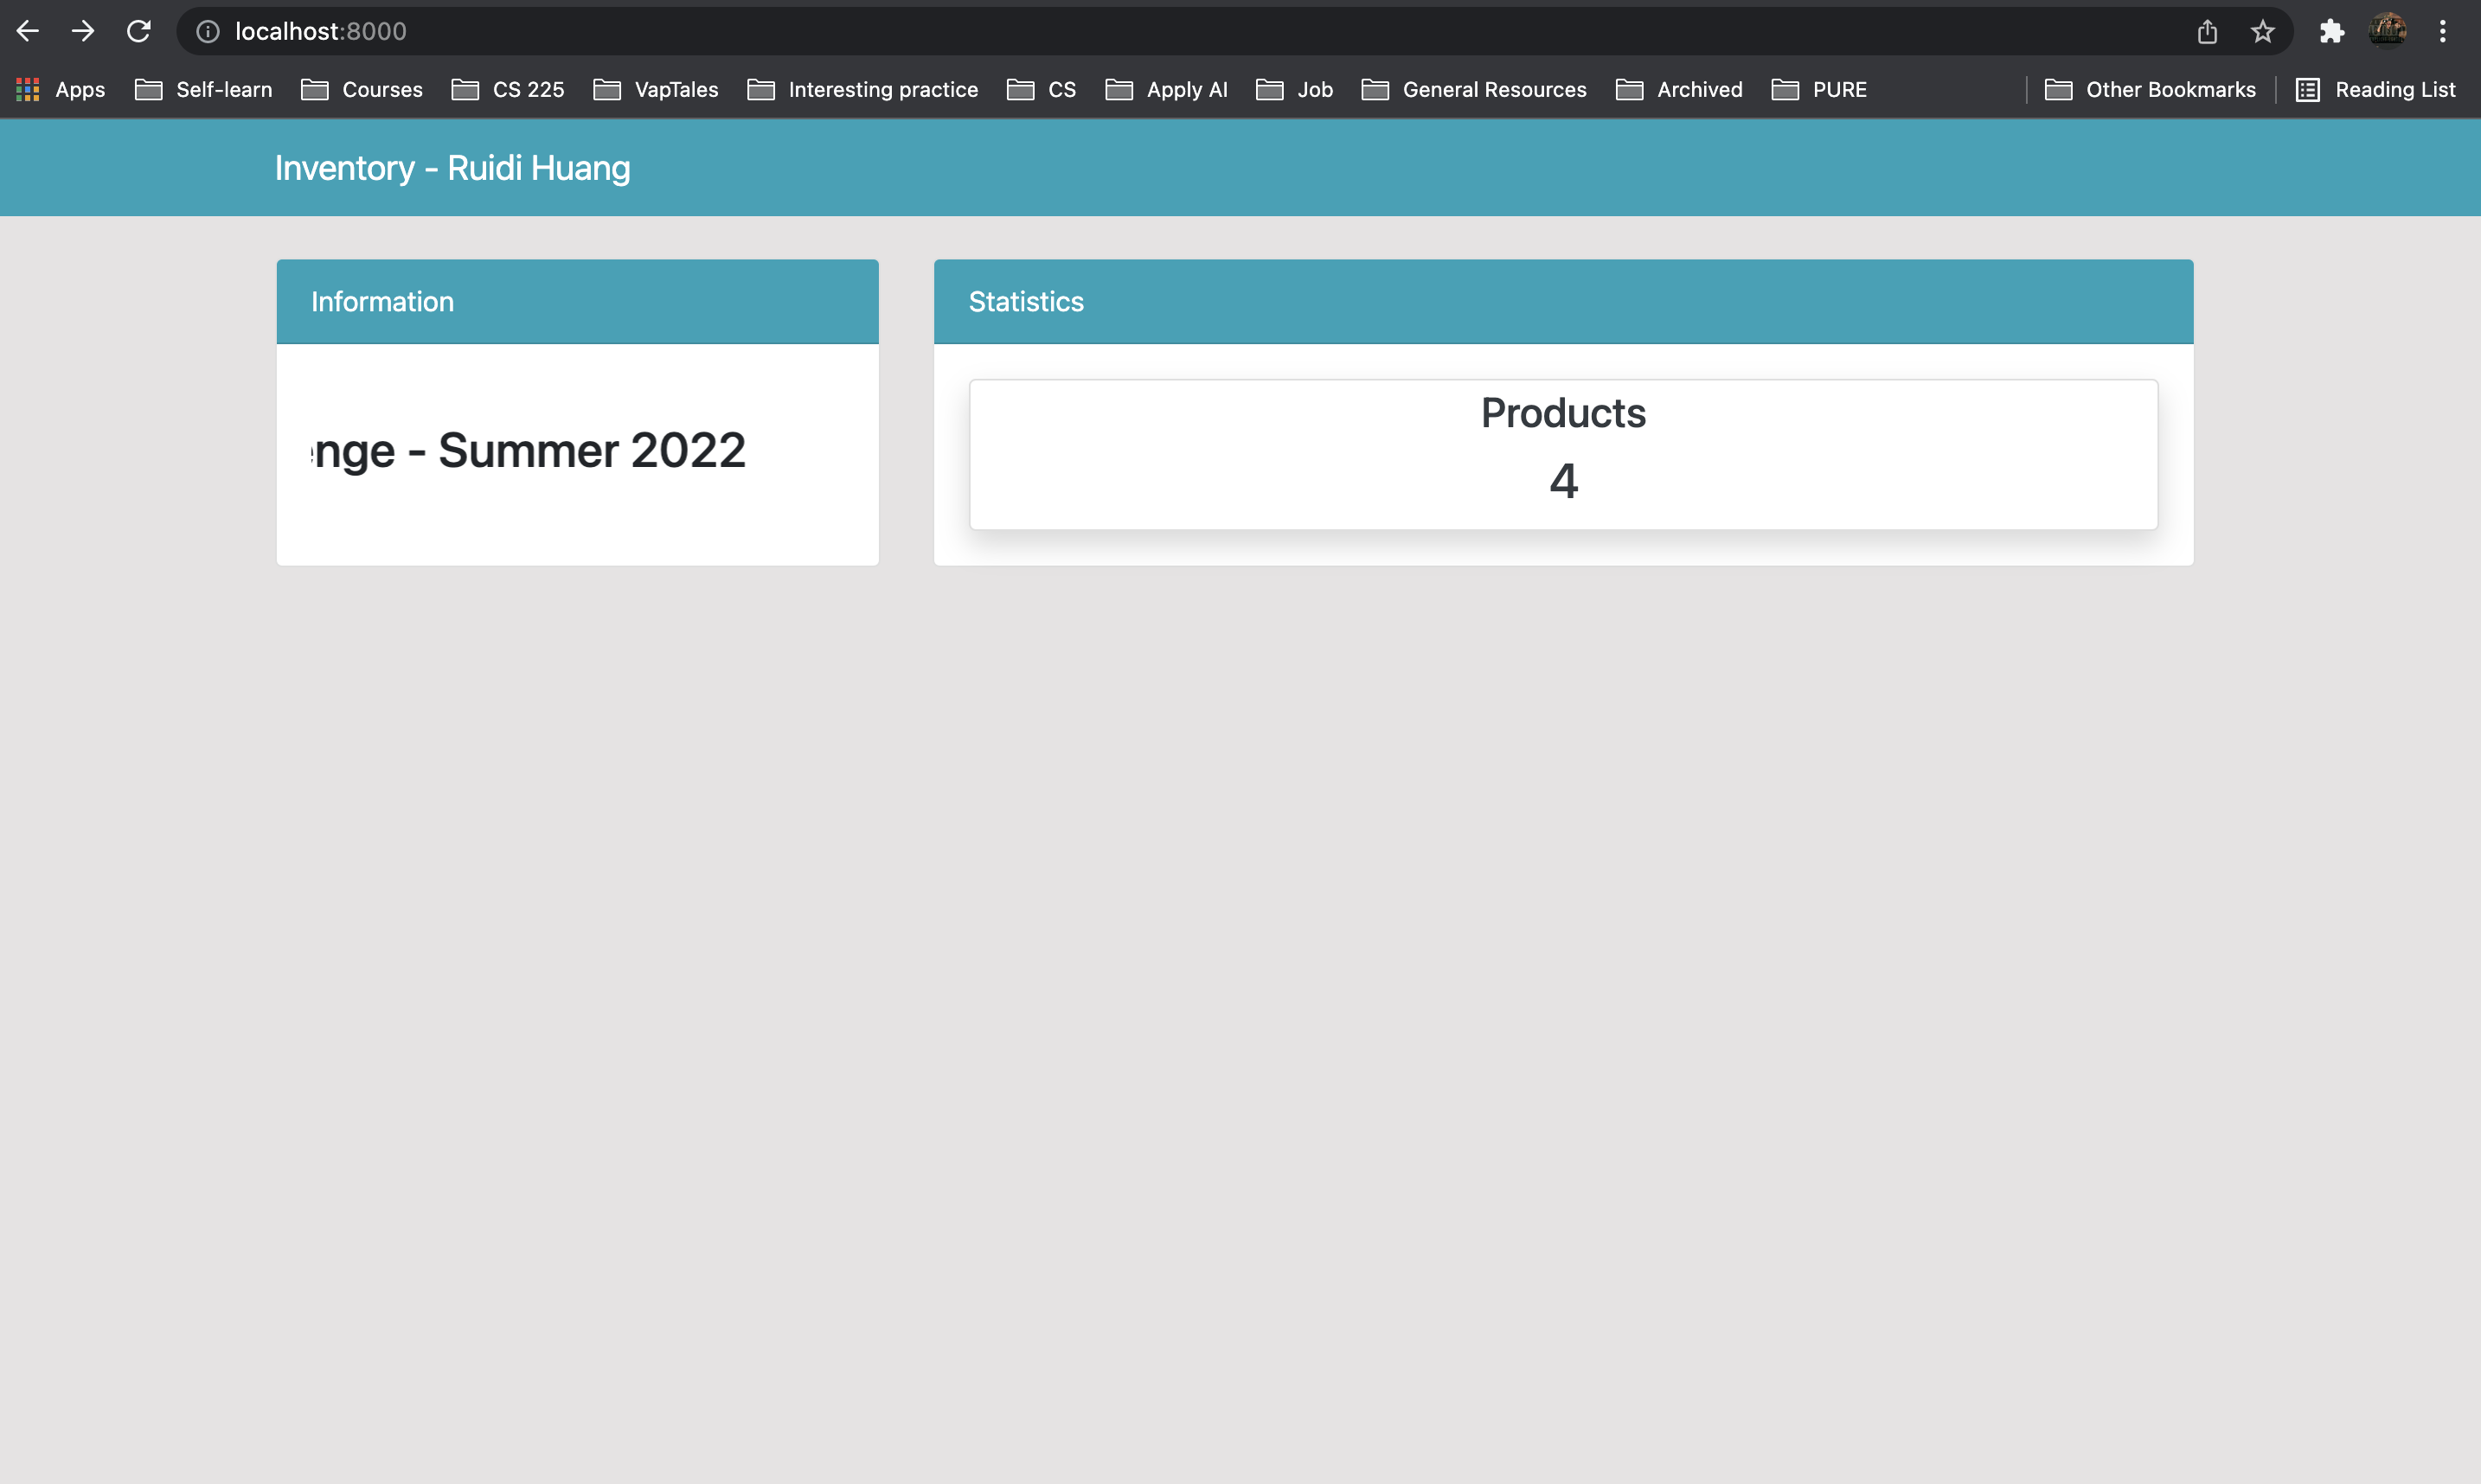 localhost:8000
Apps Self-learn Courses CS 225 VapTales Interesting practice CS Apply AI Job General Resources Archived PURE Other Bookmarks Reading List
Inventory - Ruidi Huang
Information
nge - Summer 2022
Statistics
Products
4